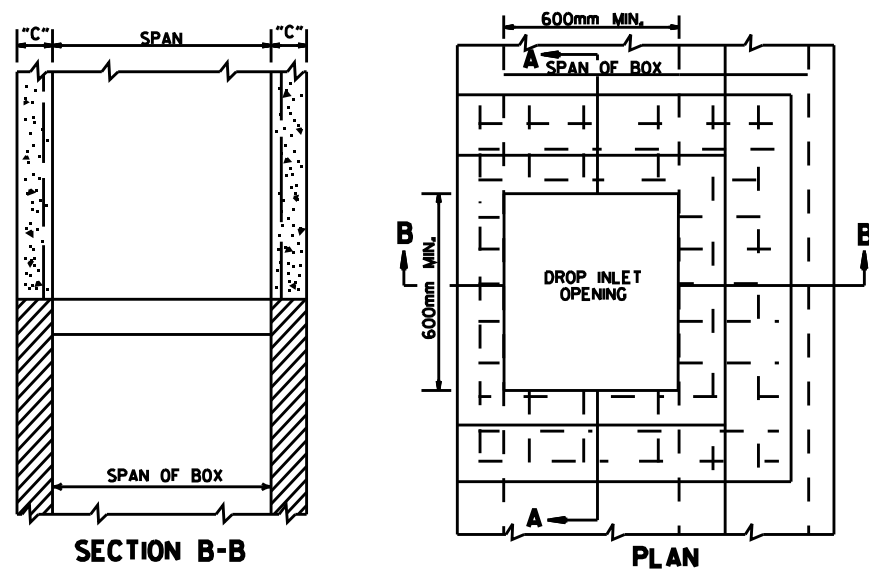 "C"
SPAN
"C"
SPAN OF BOX
SECTION B-B
600mm MIN.
A
SPAN OF BOX
B
600mm MIN.
DROP INLET
OPENING
B
A
PLAN